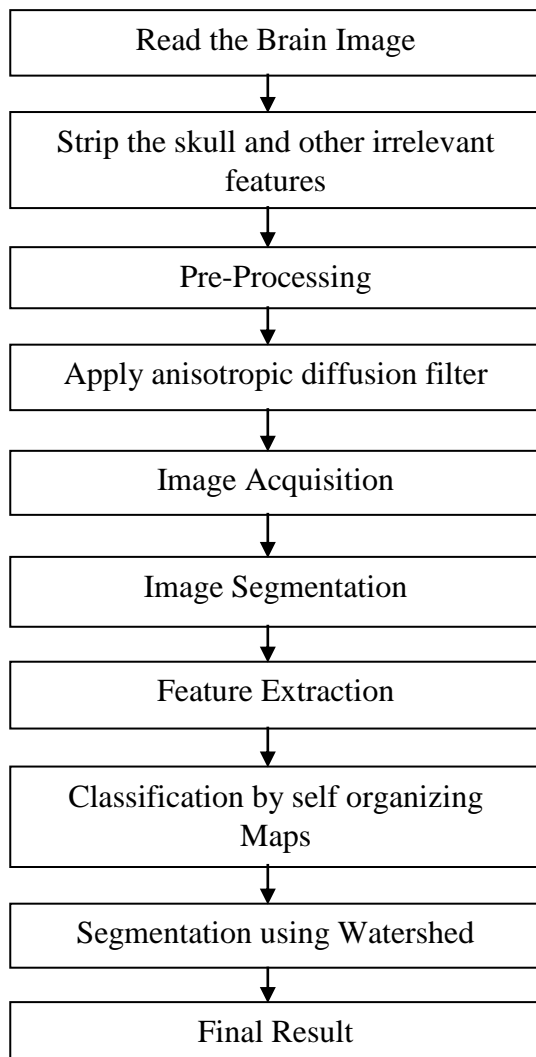 Read the Brain Image
Strip the skull and other irrelevant
features
Pre-Processing
Apply anisotropic diffusion filter
Image Acquisition
Image Segmentation
Feature Extraction
Classification by self organizing
Maps
Segmentation using Watershed
Final Result